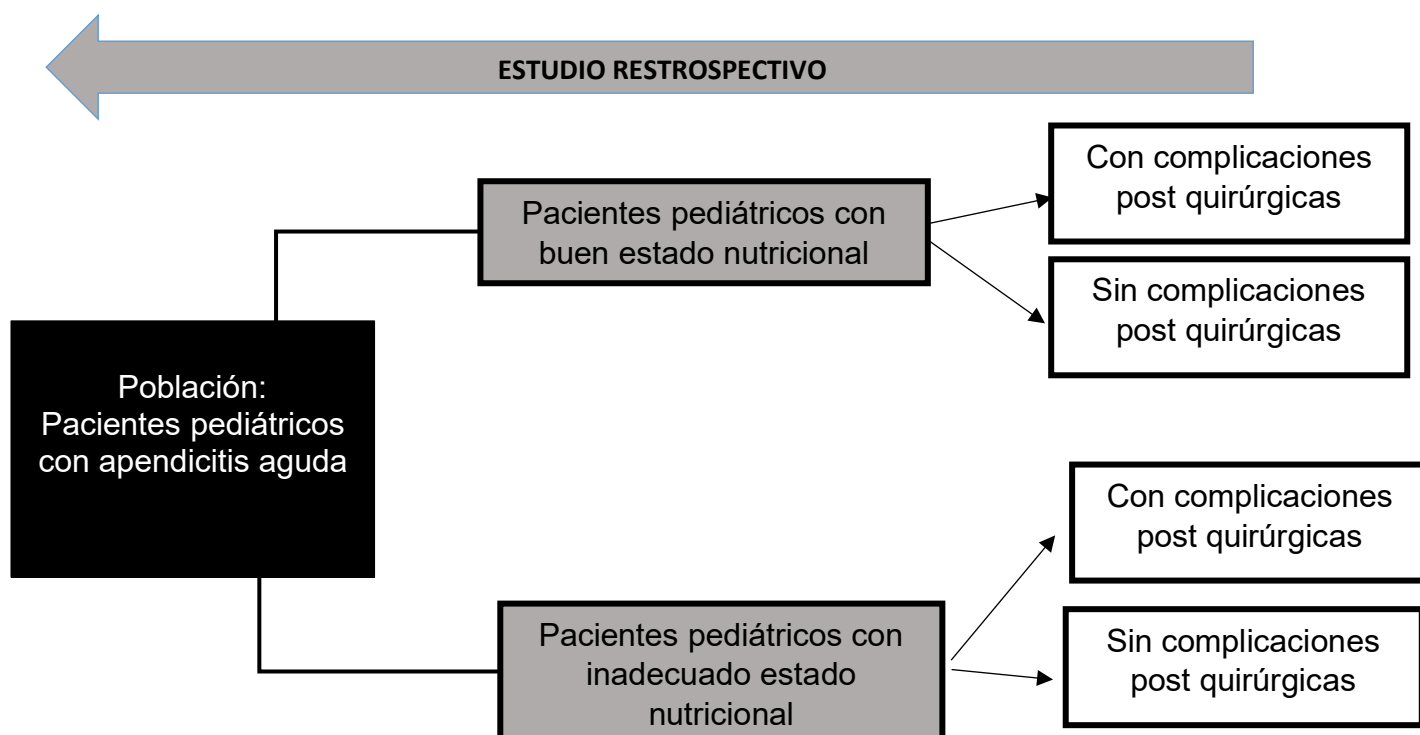 ESTUDIO RESTROSPECTIVO
Pacientes pediátricos con
buen estado nutricional
Con complicaciones
post quirúrgicas
Sin complicaciones
post quirúrgicas
Población:
Pacientes pediátricos
con apendicitis aguda
Pacientes pediátricos con
inadecuado estado
nutricional
Con complicaciones
post quirúrgicas
Sin complicaciones
post quirúrgicas